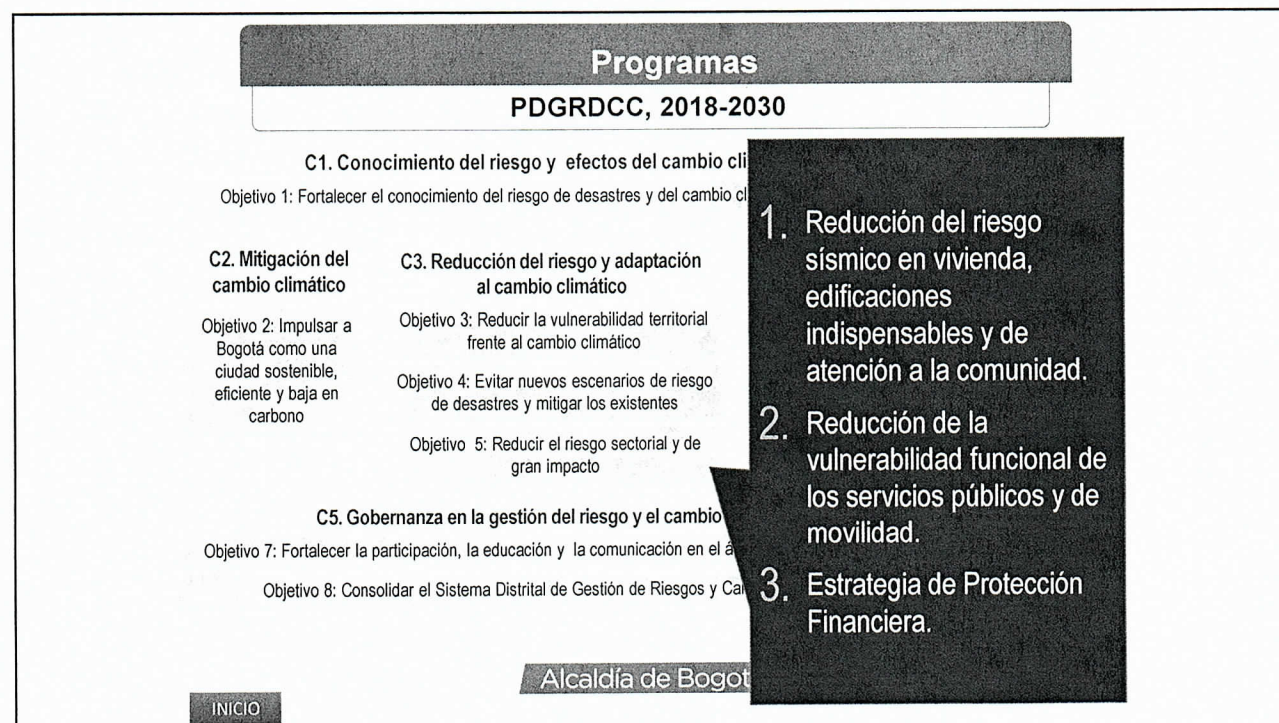 Programas
PDGRDCC, 2018-2030
C1. Conocimiento del riesgo y efectos del cambio cli
Objetivo 1: Fortalecer el conocimiento del riesgo de desastres y del cambio cl
C2. Mitigación del
cambio climático
Objetivo 2: Impulsar a
Bogotá como una
ciudad sostenible,
eficiente y baja en
carbono
C3. Reducción del riesgo y adaptación
al cambio climático
Objetivo 3: Reducir la vulnerabilidad territorial
frente al cambio climático
Objetivo 4: Evitar nuevos escenarios de riesgo
de desastres y mitigar los existentes
Objetivo 5: Reducir el riesgo sectorial y de
gran impacto
C5. Gobernanza en la gestión del riesgo y el cambio
Objetivo 7: Fortalecer la participación, la educación y la comunicación en el á
Objetivo 8: Consolidar el Sistema Distrital de Gestión de Riesgos y Ca
1. Reducción del riesgo
sísmico en vivienda,
edificaciones
indispensables y de
atención a la comunidad.
2. Reducción de la
vulnerabilidad funcional de
los servicios públicos y de
movilidad.
3. Estrategia de Protección
Financiera.
Alcaldía de Bogot
INICIO